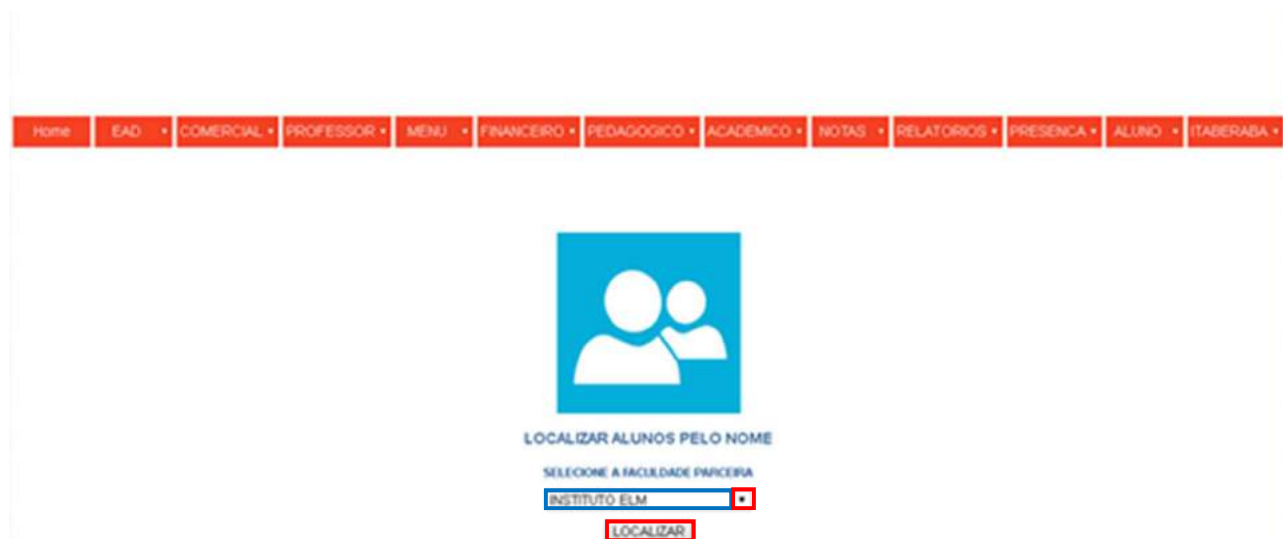 Home EAD COMERCIAL PROFESSOR MENU FINANCEIRO PEDAGOGICO ACADEMICO NOTAS RELATORIOS PRESENCA ALUNO ITABERABA
LOCALIZAR ALUNOS PELO NOME
SELECIONE A FACULDADE PARCEIRA
INSTITUTO ELM
LOCALIZAR